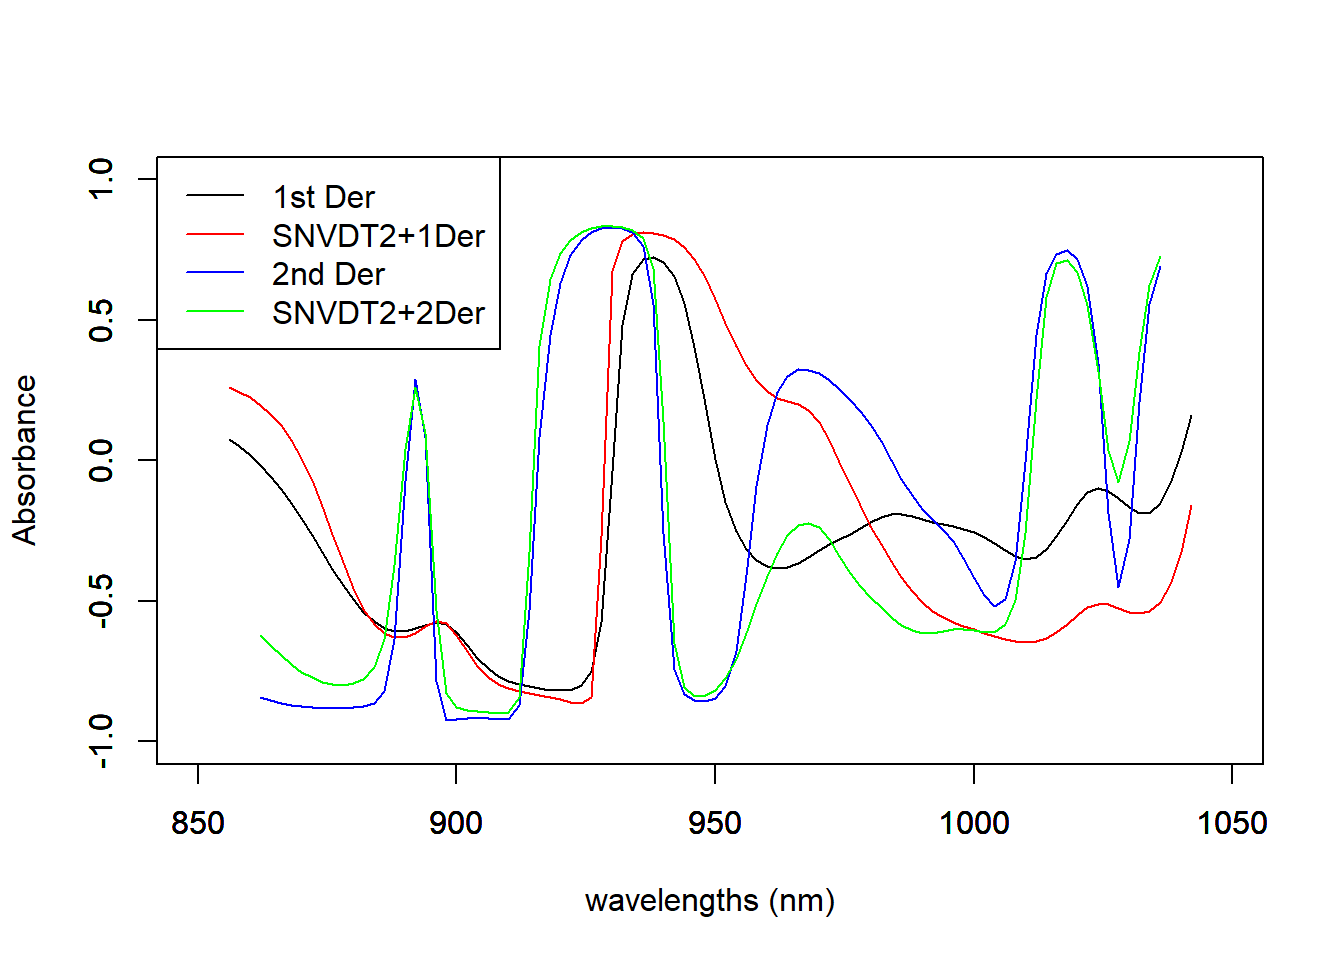 1st Der
SNVDT2+1Der
2nd Der
SNVDT2+2Der
1.0
0.5
0.0
-0.5
-1.0
Absorbance
850 900 950 1000 1050
wavelengths (nm)